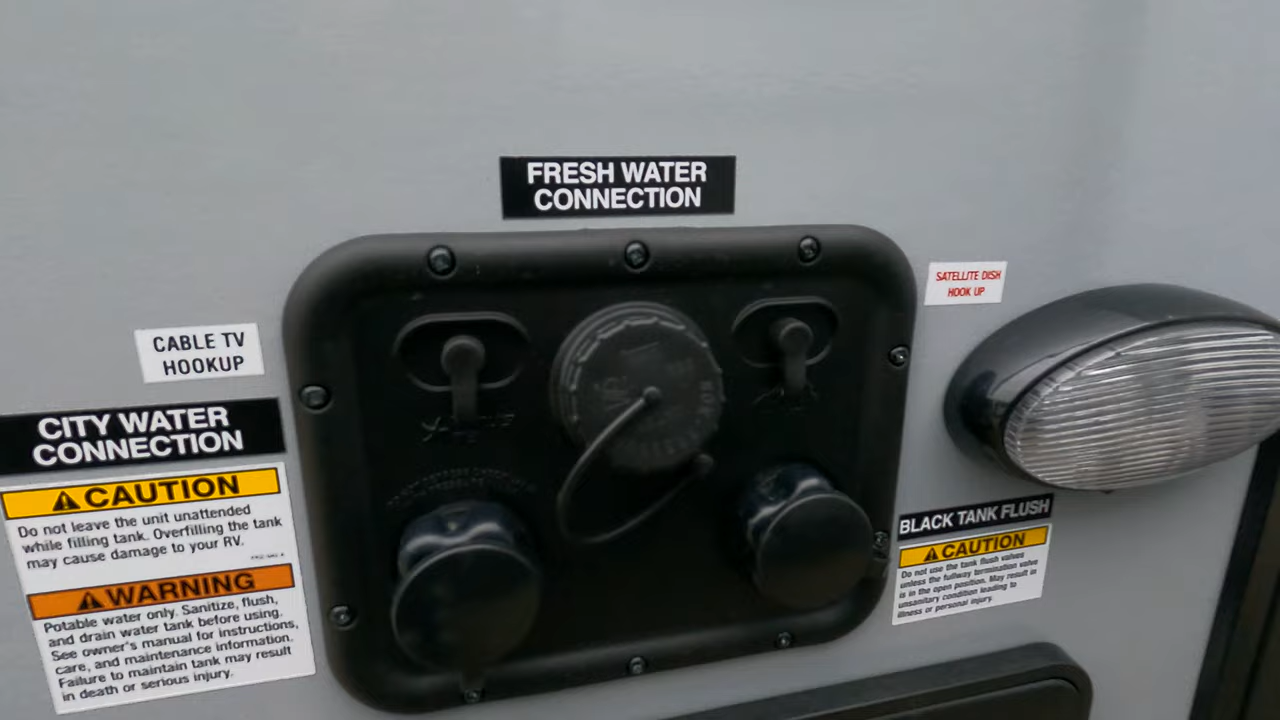 FRESH WATER
CONNECTION
SATELLITE DISH
HOOK UP
CABLE TV
HOOKUP
CITY WATER
CONNECTION
CAUTION
Do not leave the unit unattended
while filling tank. Overfilling the tank
may cause damage to your RV.
WARNING
Potable water only. Sanitize, flush,
and drain water tank before using.
See owner's manual for instructions,
care, and maintenance information.
Failure to maintain tank may result
in death or serious injury.
BLACK TANK FLUSH
CAUTION
Do not use the tank flush valves
unless the fullway termination valve
is in the open position. May result in
unsanitary condition leading to
illness or personal injury.